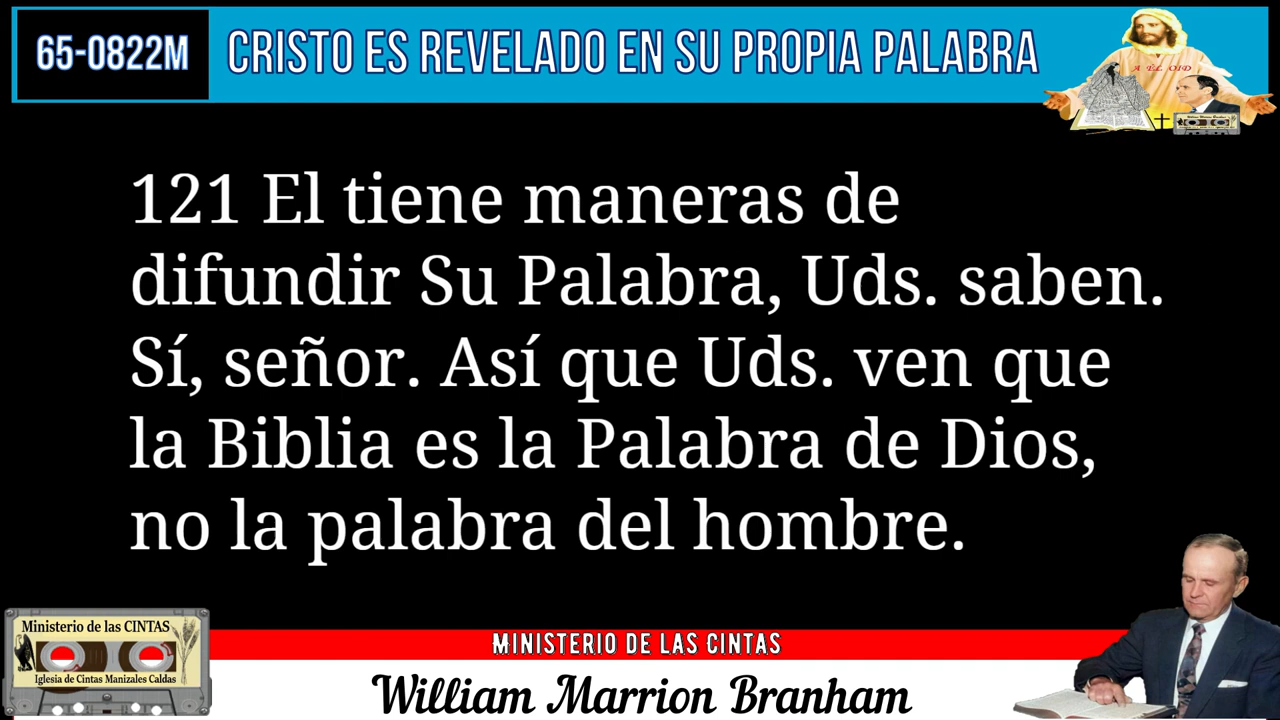 65-0822M
CRISTO ES REVELADO EN SU PROPIA PALABRA
A ÉL OID
121 El tiene maneras de
difundir Su Palabra, Uds. saben.
Sí, señor. Así que Uds. ven que
la Biblia es la Palabra de Dios,
no la palabra del hombre.
Ministerio de las CINTAS
Iglesia de Cintas Manizales Caldas
MINISTERIO DE LAS CINTAS
William Marrion Branham